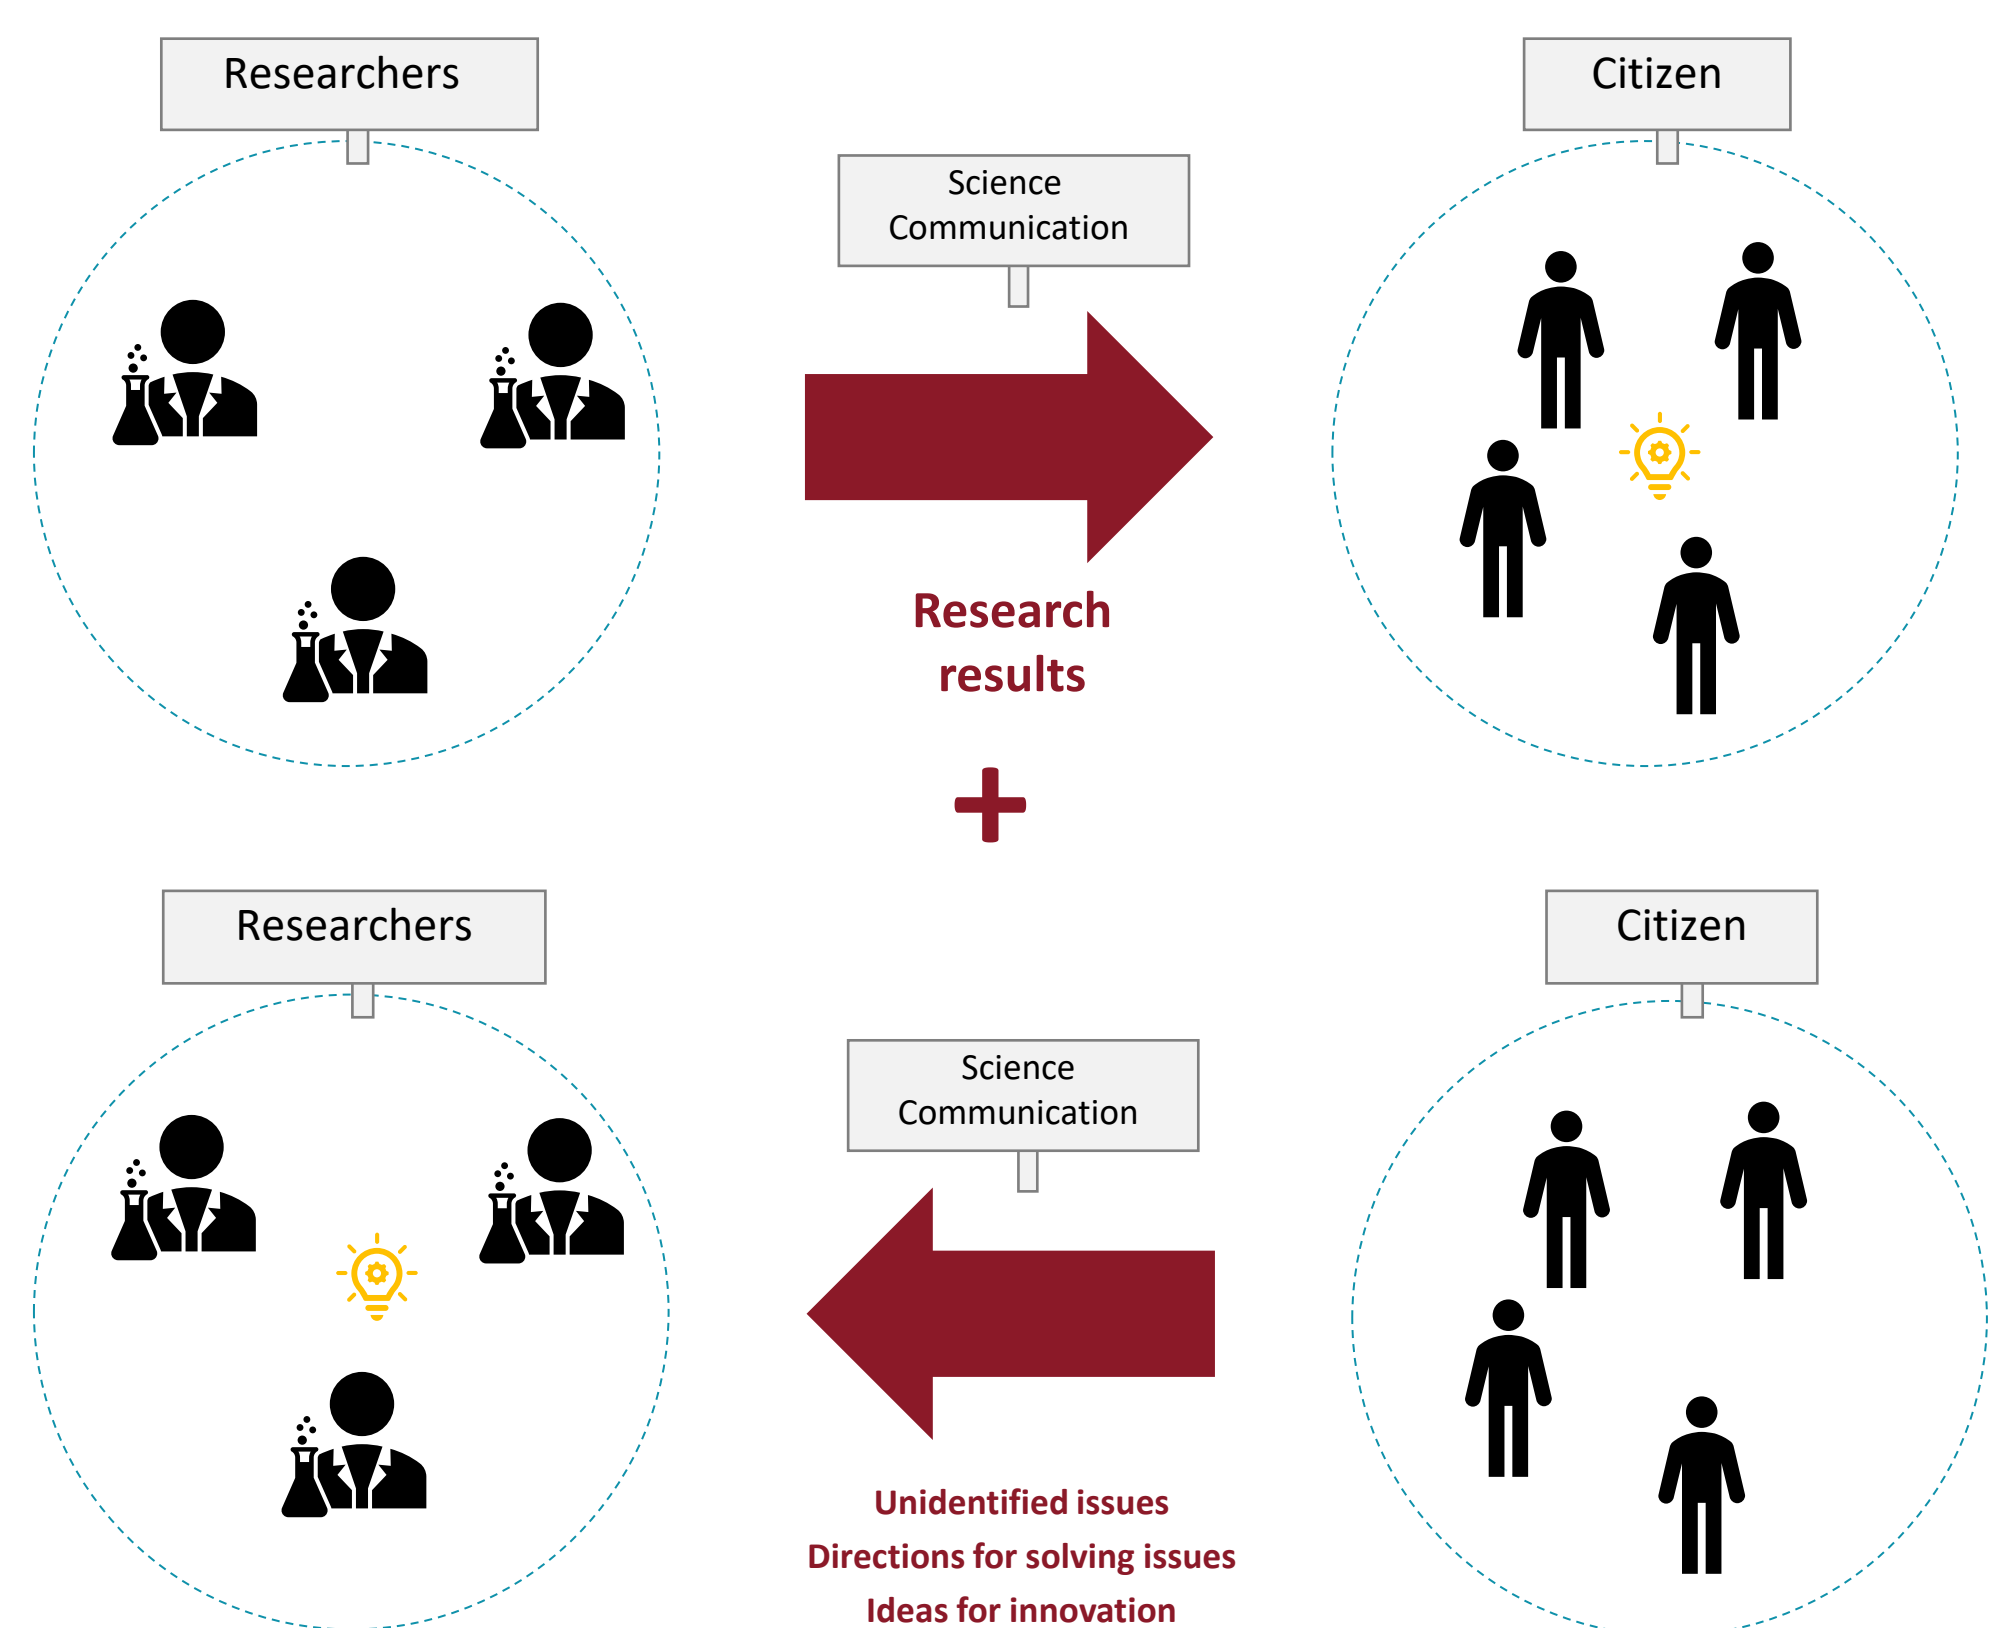 Researchers
Citizen
Science
Communication
Research
results
+
Researchers
Citizen
Science
Communication
Unidentified issues
Directions for solving issues
Ideas for innovation